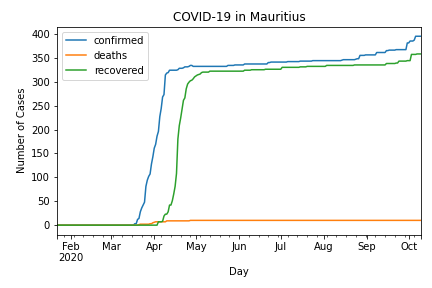 COVID-19 in Mauritius
400
350
300
250
200
150
100
50
0
Number of Cases
confirmed
deaths
recovered
Feb Mar Apr May Jun Jul Aug Sep Oct
2020
Day